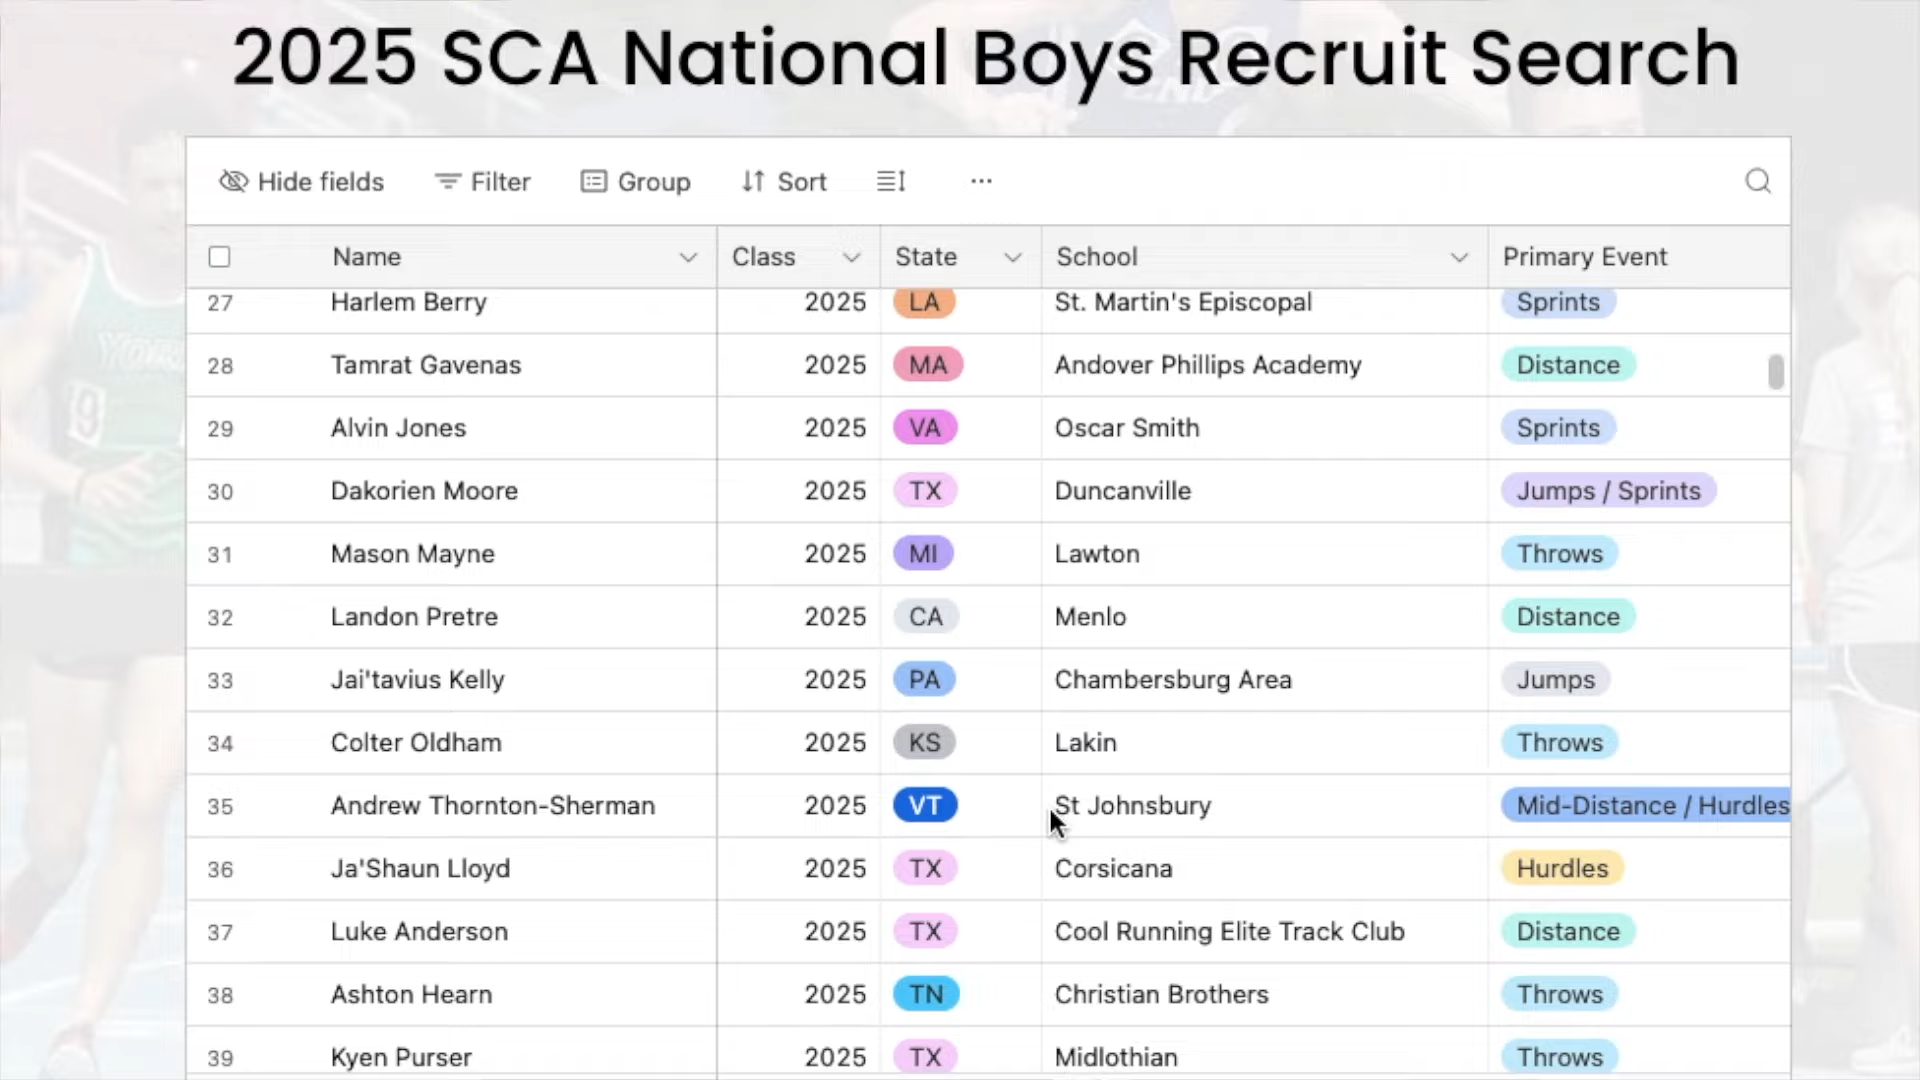 2025 SCA National Boys Recruit Search
Hide fields Filter Group Sort ...
Name Class State School Primary Event
27 Harlem Berry 2025 LA St. Martin's Episcopal Sprints
28 Tamrat Gavenas 2025 MA Andover Phillips Academy Distance
29 Alvin Jones 2025 VA Oscar Smith Sprints
30 Dakorien Moore 2025 TX Duncanville Jumps / Sprints
31 Mason Mayne 2025 MI Lawton Throws
32 Landon Pretre 2025 CA Menlo Distance
33 Jai'tavius Kelly 2025 PA Chambersburg Area Jumps
34 Colter Oldham 2025 KS Lakin Throws
35 Andrew Thornton-Sherman 2025 VT St Johnsbury Mid-Distance / Hurdles
36 Ja'Shaun Lloyd 2025 TX Corsicana Hurdles
37 Luke Anderson 2025 TX Cool Running Elite Track Club Distance
38 Ashton Hearn 2025 TN Christian Brothers Throws
39 Kyen Purser 2025 TX Midlothian Throws